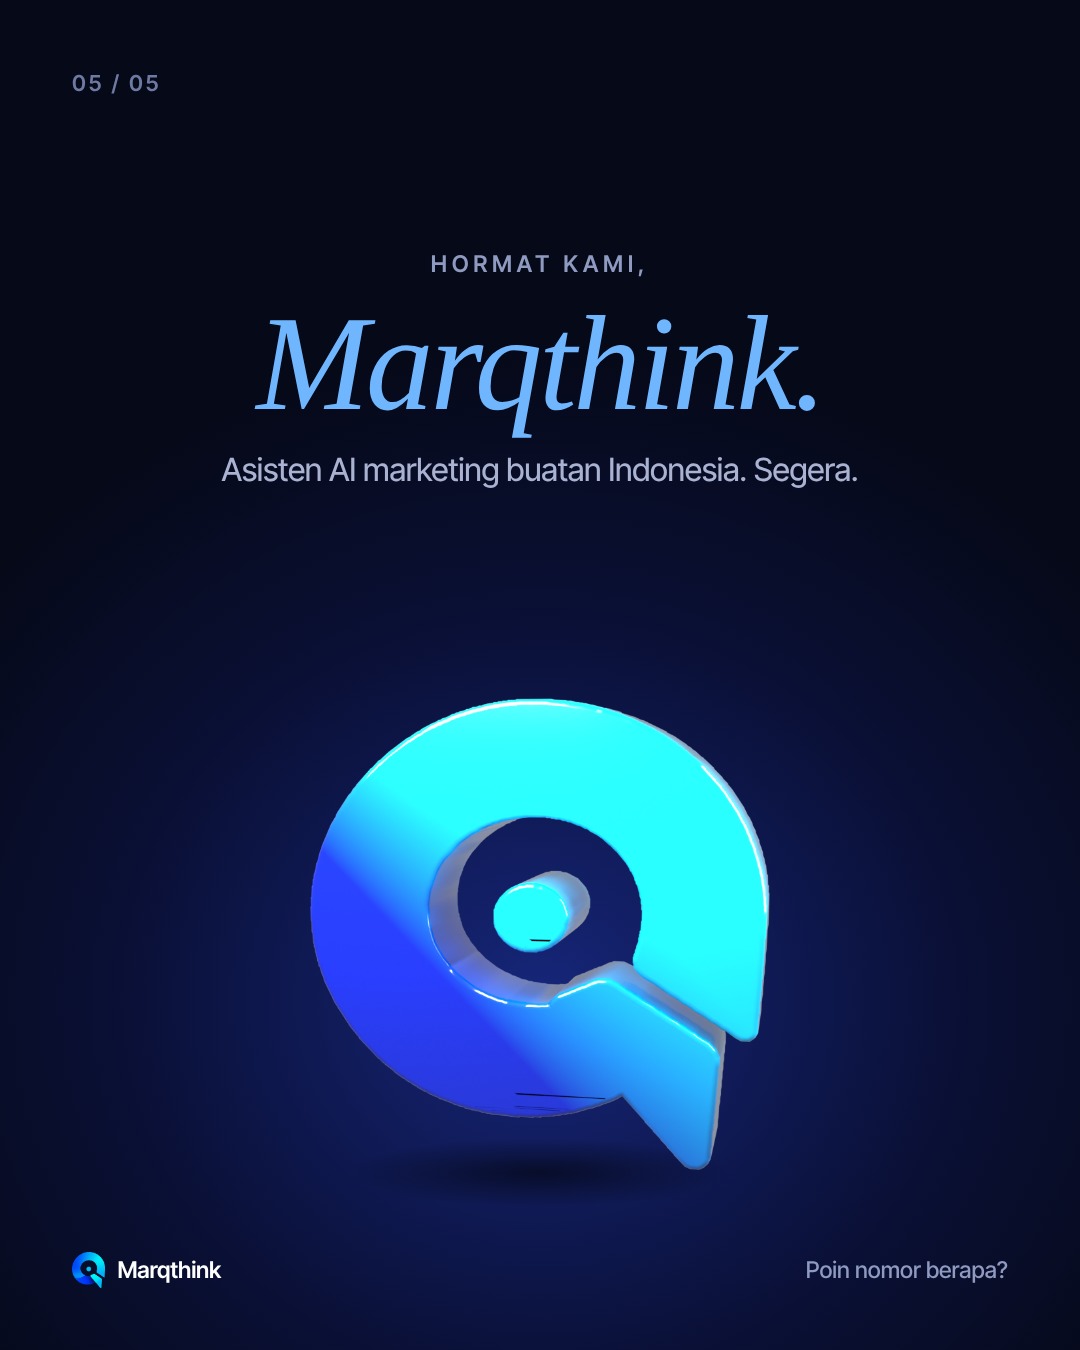 05 / 05
HORMAT KAMI,
Marqthink.
Asisten AI marketing buatan Indonesia. Segera.
Marqthink
Poin nomor berapa?